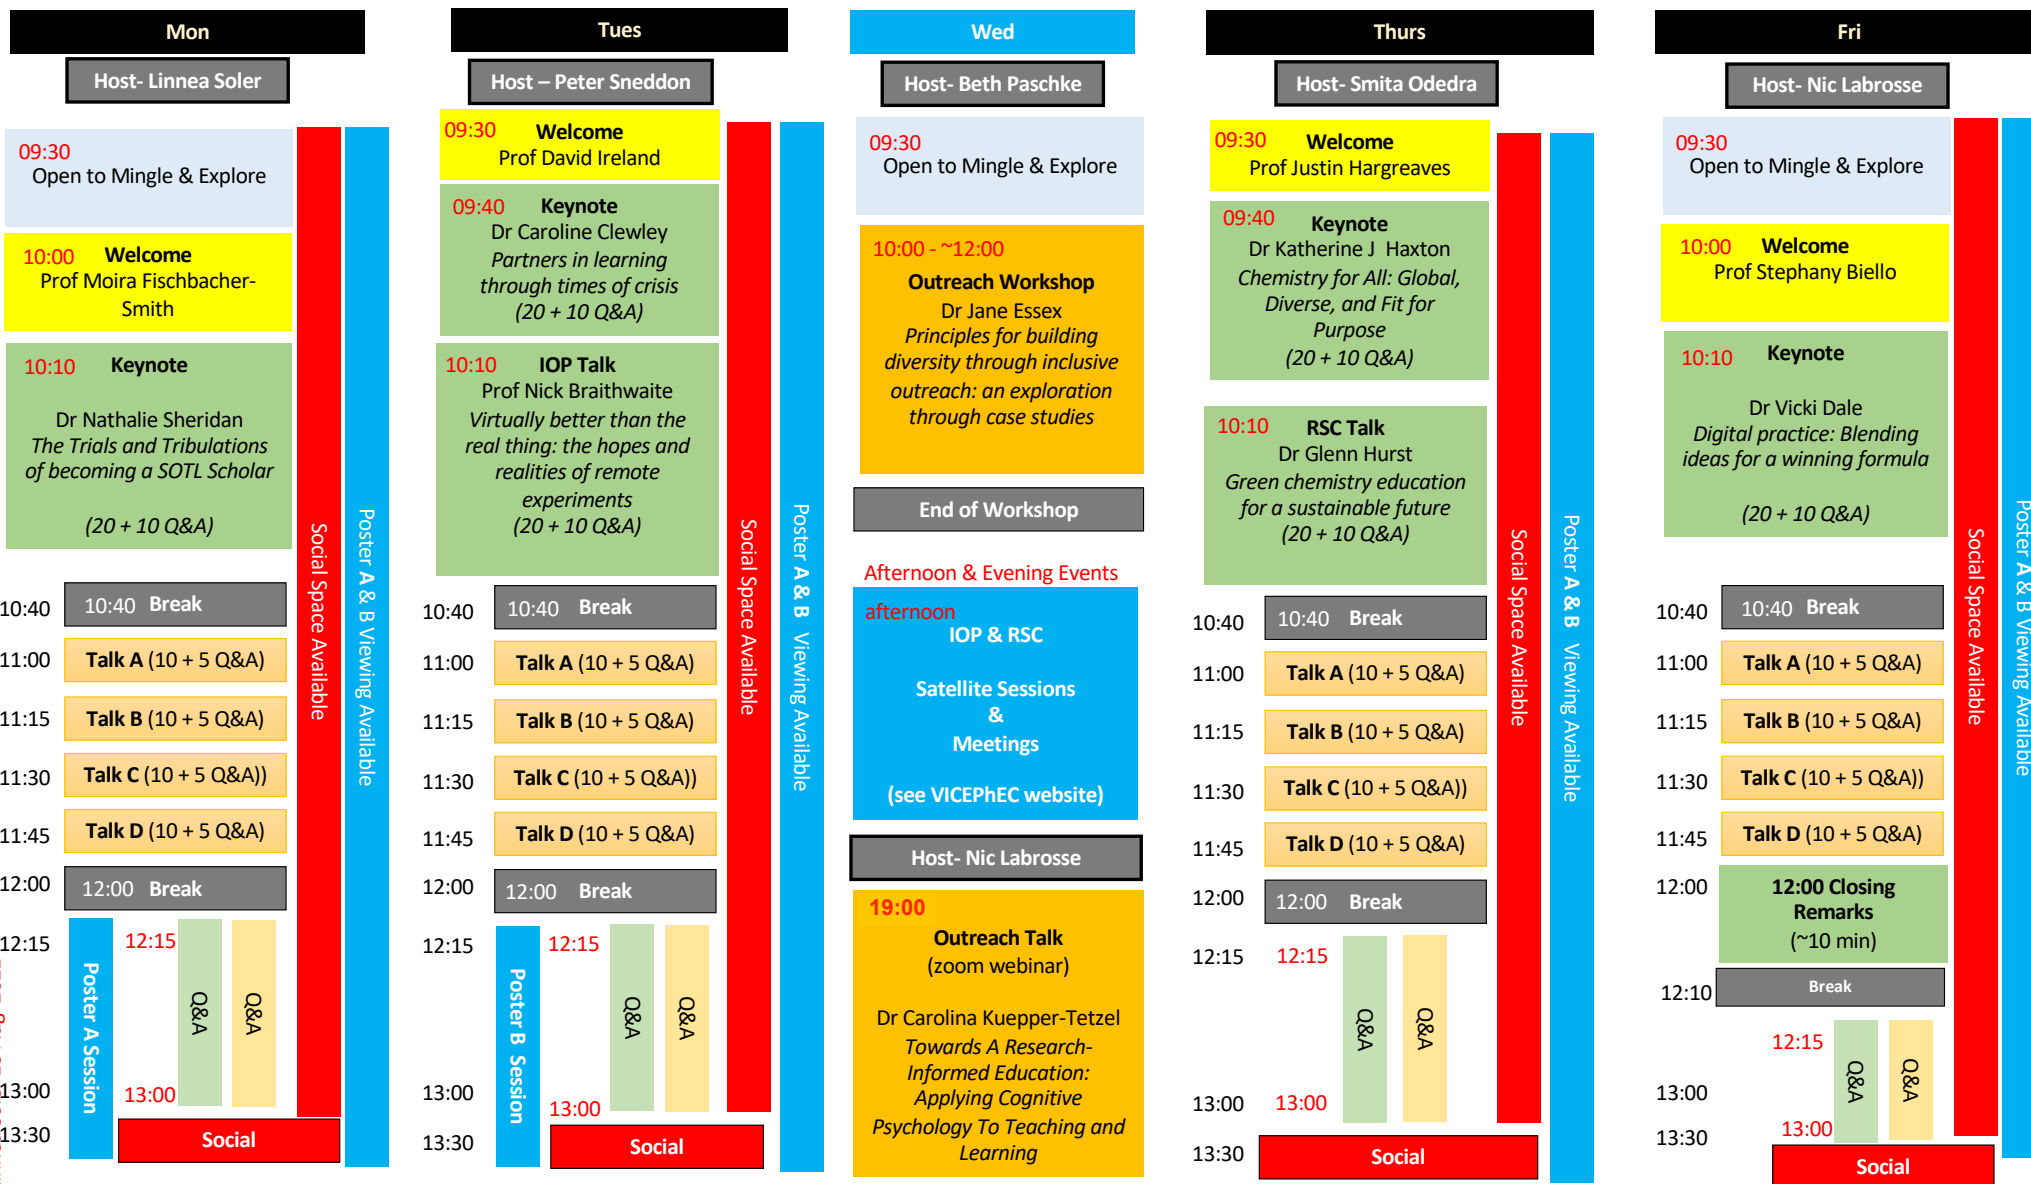 Mon
Host- Linnea Soler
09:30
Open to Mingle & Explore
10:00 Welcome
Prof Moira Fischbacher-
Smith
10:10 Keynote
Dr Nathalie Sheridan
The Trials and Tribulations
of becoming a SOTL Scholar
(20 + 10 Q&A)
10:40 10:40 Break
11:00 Talk A (10 + 5 Q&A)
11:15 Talk B (10 + 5 Q&A)
11:30 Talk C (10 + 5 Q&A))
11:45 Talk D (10 + 5 Q&A)
12:00 12:00 Break
12:15
Poster A Session
12:15
Q&A
Q&A
13:00
13:00
13:30
Social
Social Space Available
Poster A & B Viewing Available
Tues
Host – Peter Sneddon
09:30 Welcome
Prof David Ireland
09:40 Keynote
Dr Caroline Clewley
Partners in learning
through times of crisis
(20 + 10 Q&A)
10:10 IOP Talk
Prof Nick Braithwaite
Virtually better than the
real thing: the hopes and
realities of remote
experiments
(20 + 10 Q&A)
10:40 10:40 Break
11:00 Talk A (10 + 5 Q&A)
11:15 Talk B (10 + 5 Q&A)
11:30 Talk C (10 + 5 Q&A))
11:45 Talk D (10 + 5 Q&A)
12:00 12:00 Break
12:15
Poster B Session
12:15
Q&A
Q&A
13:00
13:00
13:30
Social
Social Space Available
Poster A & B Viewing Available
Wed
Host- Beth Paschke
09:30
Open to Mingle & Explore
10:00 - ~12:00
Outreach Workshop
Dr Jane Essex
Principles for building
diversity through inclusive
outreach: an exploration
through case studies
End of Workshop
Afternoon & Evening Events
afternoon
IOP & RSC
Satellite Sessions
&
Meetings
(see VICEPhEC website)
Host- Nic Labrosse
19:00
Outreach Talk
(zoom webinar)
Dr Carolina Kuepper-Tetzel
Towards A Research-
Informed Education:
Applying Cognitive
Psychology To Teaching and
Learning
Thurs
Host- Smita Odedra
09:30 Welcome
Prof Justin Hargreaves
09:40 Keynote
Dr Katherine J Haxton
Chemistry for All: Global,
Diverse, and Fit for
Purpose
(20 + 10 Q&A)
10:10 RSC Talk
Dr Glenn Hurst
Green chemistry education
for a sustainable future
(20 + 10 Q&A)
10:40 10:40 Break
11:00 Talk A (10 + 5 Q&A)
11:15 Talk B (10 + 5 Q&A)
11:30 Talk C (10 + 5 Q&A))
11:45 Talk D (10 + 5 Q&A)
12:00 12:00 Break
12:15 12:15
Q&A
Q&A
13:00 13:00
13:30
Social
Social Space Available
Poster A & B Viewing Available
Fri
Host- Nic Labrosse
09:30
Open to Mingle & Explore
10:00 Welcome
Prof Stephany Biello
10:10 Keynote
Dr Vicki Dale
Digital practice: Blending
ideas for a winning formula
(20 + 10 Q&A)
10:40 10:40 Break
11:00 Talk A (10 + 5 Q&A)
11:15 Talk B (10 + 5 Q&A)
11:30 Talk C (10 + 5 Q&A))
11:45 Talk D (10 + 5 Q&A)
12:00 12:00 Closing
Remarks
(~10 min)
12:10 Break
12:15
Q&A
Q&A
13:00
13:00
13:30
Social
Social Space Available
Poster A & B Viewing Available